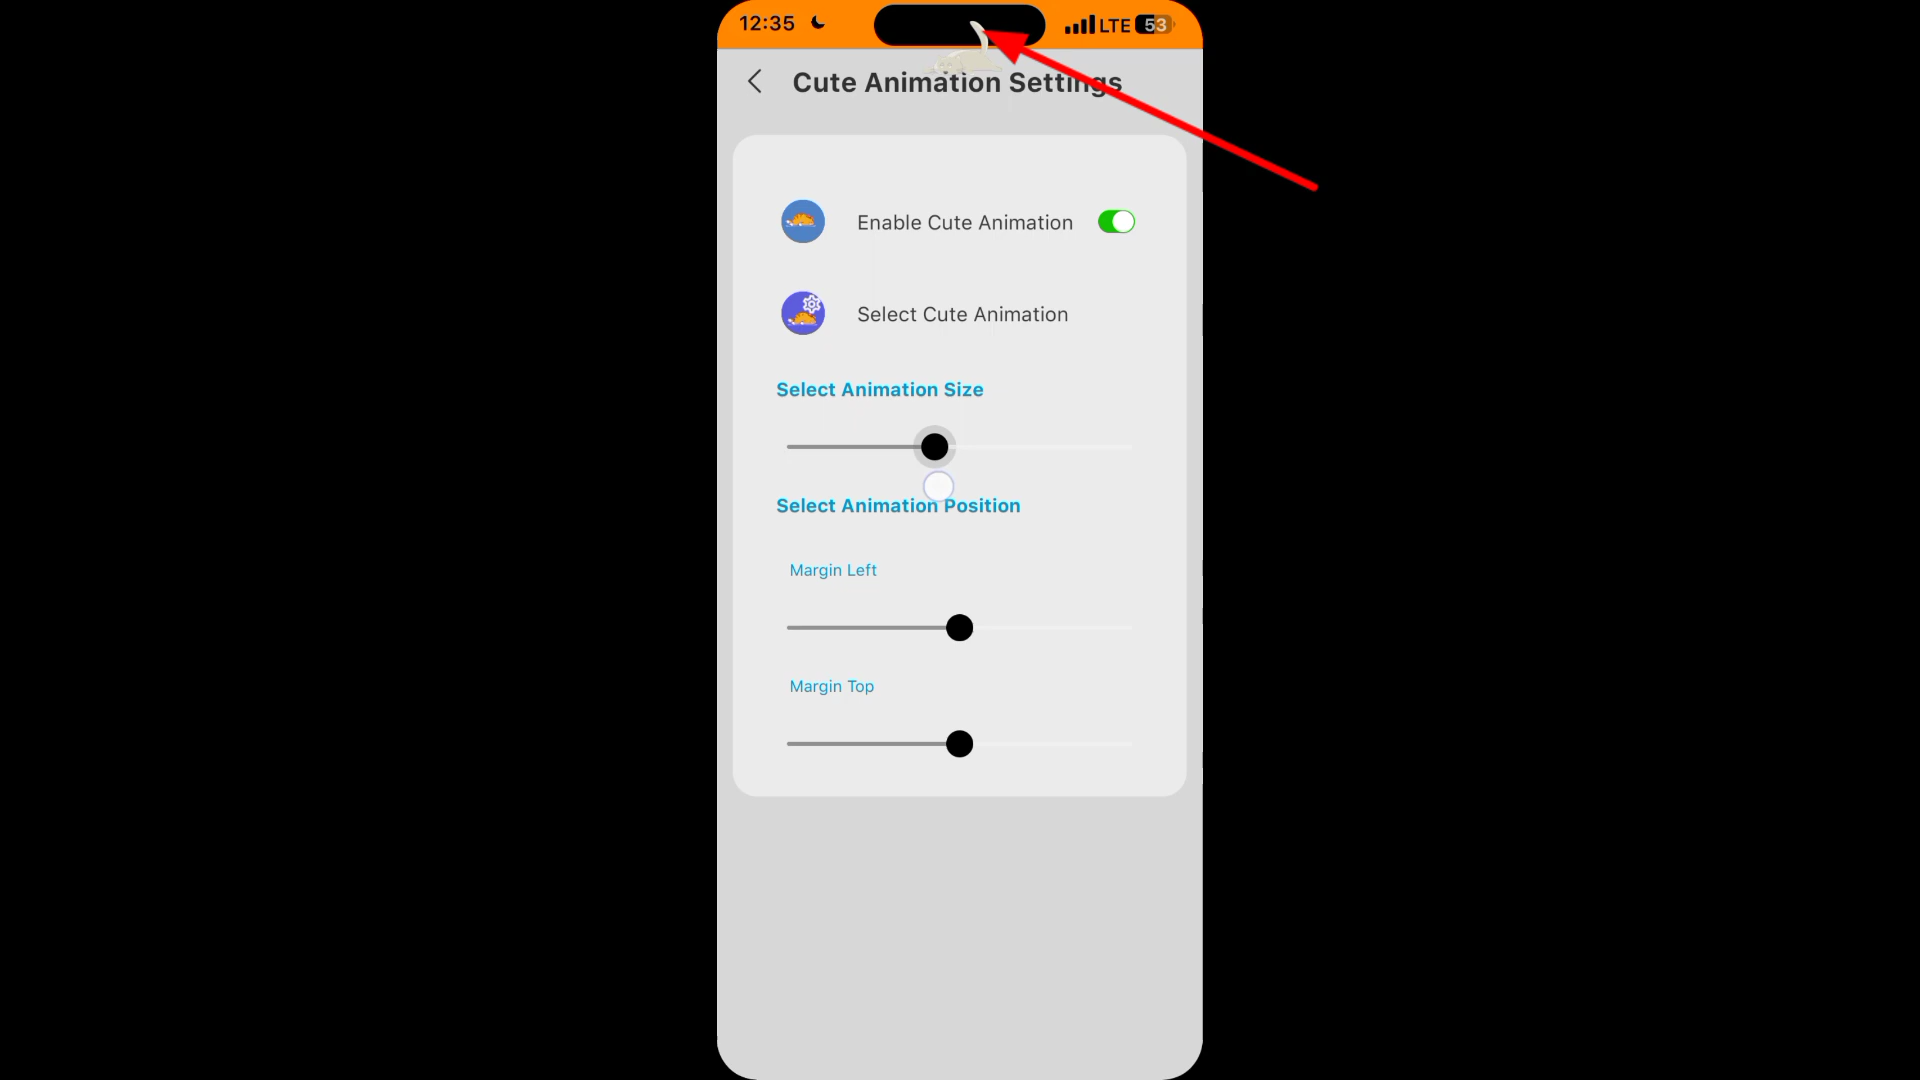 12:35 LTE 53
Cute Animation Settings
Enable Cute Animation
Select Cute Animation
Select Animation Size
Select Animation Position
Margin Left
Margin Top